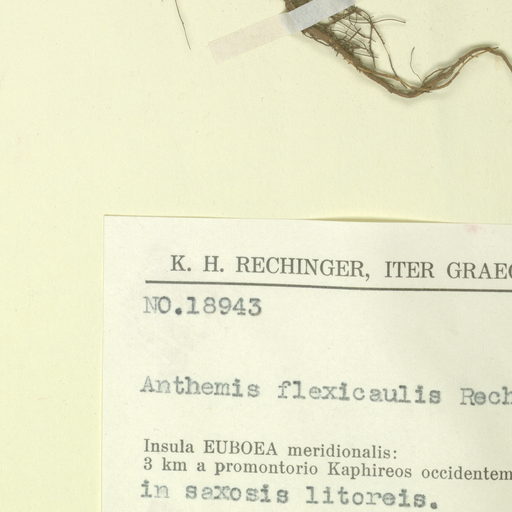 K. H. RECHINGER, ITER GRAEC
NO.18943
Anthemis flexicaulis Rech
Insula EUBOEA meridionalis:
3 km a promontorio Kaphireos occidentem
in saxosis litoreis.